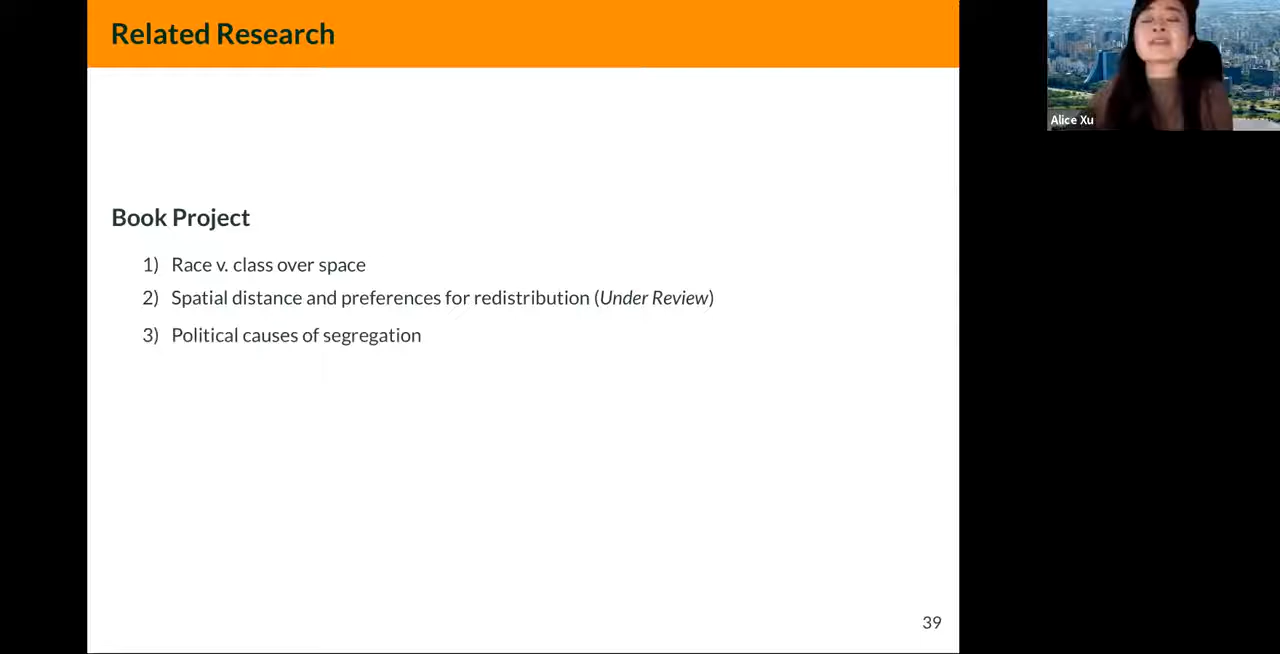 Related Research
Alice Xu
Book Project
1) Race v. class over space
2) Spatial distance and preferences for redistribution (Under Review)
3) Political causes of segregation
39